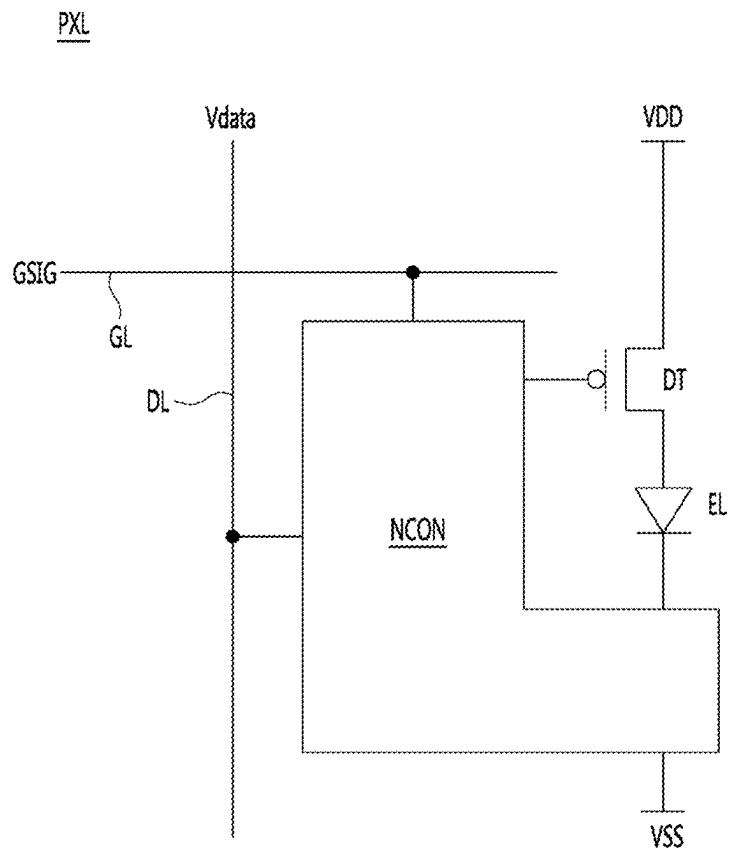 PXL
Vdata
VDD
GSIG
GL
DT
DL
EL
NCON
VSS